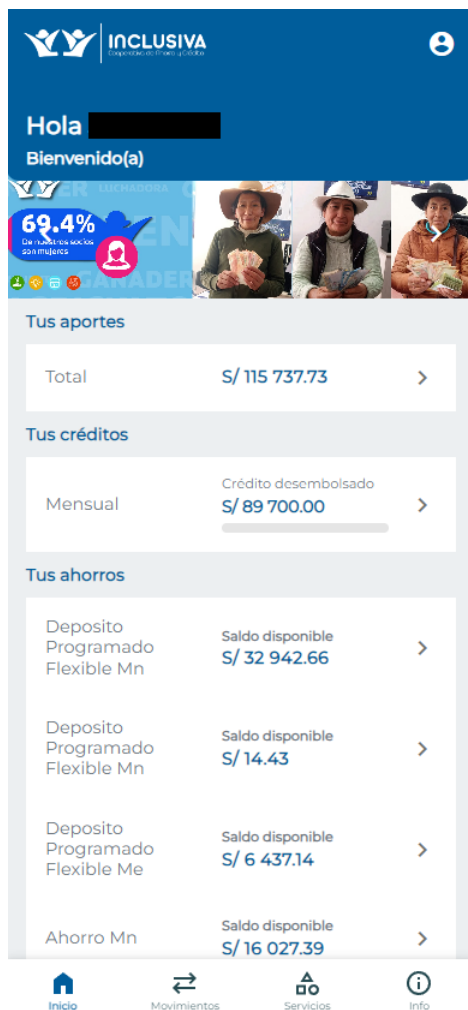 INCLUSIVA
Cooperativa de Ahorro y Crédito
Hola
Bienvenido(a)
LUCHADORA
69.4%
De nuestros socios
son mujeres
GANADER
Tus aportes
Total
S/ 115 737.73
Tus créditos
Mensual
Crédito desembolsado
S/ 89 700.00
Tus ahorros
Deposito
Programado
Flexible Mn
Saldo disponible
S/ 32 942.66
Deposito
Programado
Flexible Mn
Saldo disponible
S/ 14.43
Deposito
Programado
Flexible Me
Saldo disponible
S/ 6 437.14
Ahorro Mn
Saldo disponible
S/ 16 027.39
Inicio
Movimientos
Servicios
Info